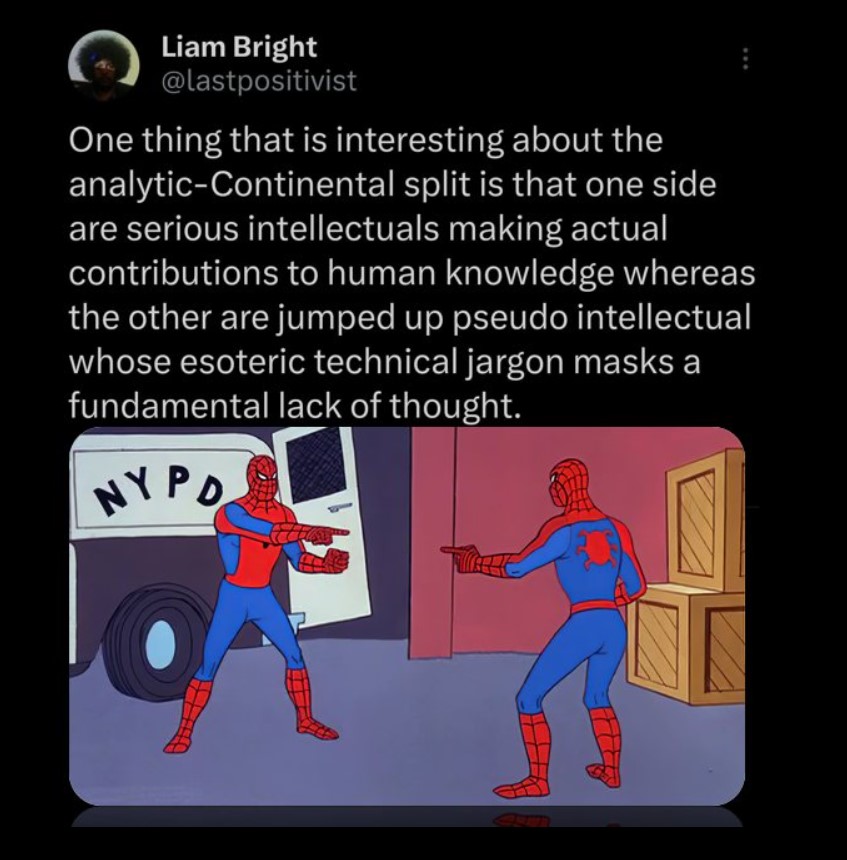 Liam Bright
@lastpositivist
One thing that is interesting about the
analytic-Continental split is that one side
are serious intellectuals making actual
contributions to human knowledge whereas
the other are jumped up pseudo intellectual
whose esoteric technical jargon masks a
fundamental lack of thought.
NYPD